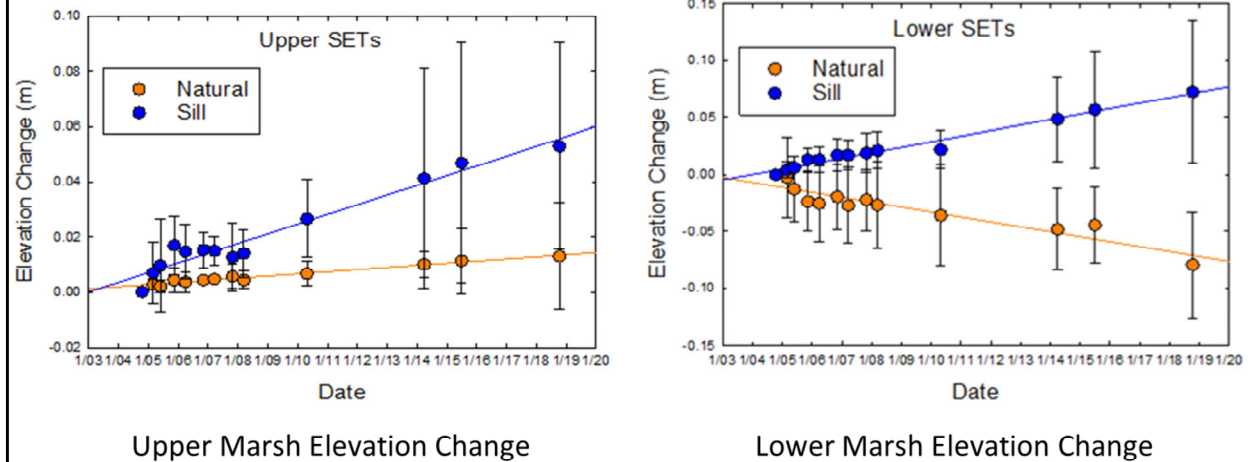 Upper SETs
Natural
Sill
Elevation Change (m)
0.10
0.08
0.06
0.04
0.02
0.00
-0.02
1/03 1/04 1/05 1/06 1/07 1/08 1/09 1/10 1/11 1/12 1/13 1/14 1/15 1/16 1/17 1/18 1/19 1/20
Date
Upper Marsh Elevation Change
Lower SETs
Natural
Sill
Elevation Change (m)
0.15
0.10
0.05
0.00
-0.05
-0.10
-0.15
1/03 1/04 1/05 1/06 1/07 1/08 1/09 1/10 1/11 1/12 1/13 1/14 1/15 1/16 1/17 1/18 1/19 1/20
Date
Lower Marsh Elevation Change